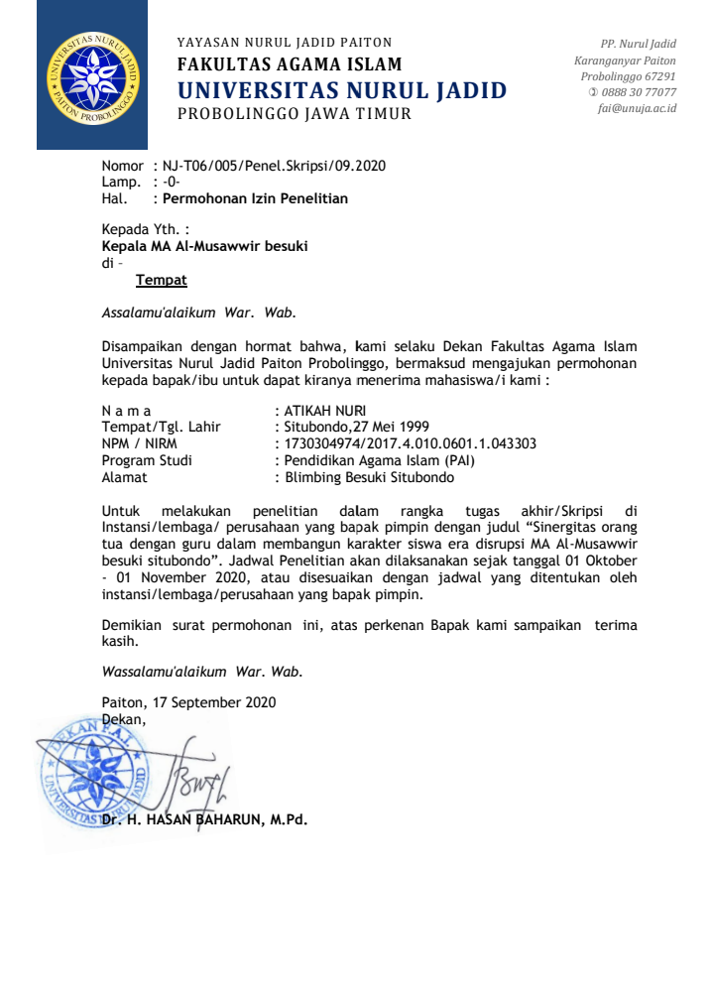 UNIVERSITAS NURUL JADID
PAITON PROBOLINGGO
YAYASAN NURUL JADID PAITON
FAKULTAS AGAMA ISLAM
UNIVERSITAS NURUL JADID
PROBOLINGGO JAWA TIMUR
PP. Nurul Jadid
Karanganyar Paiton
Probolinggo 67291
✆ 0888 30 77077
fai@unuja.ac.id
Nomor : NJ-T06/005/Penel.Skripsi/09.2020
Lamp. : -0-
Hal. : Permohonan Izin Penelitian
Kepada Yth. :
Kepala MA Al-Musawwir besuki
di –
Tempat
Assalamu'alaikum War. Wab.
Disampaikan dengan hormat bahwa, kami selaku Dekan Fakultas Agama Islam
Universitas Nurul Jadid Paiton Probolinggo, bermaksud mengajukan permohonan
kepada bapak/ibu untuk dapat kiranya menerima mahasiswa/i kami :
N a m a : ATIKAH NURI
Tempat/Tgl. Lahir : Situbondo,27 Mei 1999
NPM / NIRM : 1730304974/2017.4.010.0601.1.043303
Program Studi : Pendidikan Agama Islam (PAI)
Alamat : Blimbing Besuki Situbondo
Untuk melakukan penelitian dalam rangka tugas akhir/Skripsi di
Instansi/lembaga/ perusahaan yang bapak pimpin dengan judul “Sinergitas orang
tua dengan guru dalam membangun karakter siswa era disrupsi MA Al-Musawwir
besuki situbondo”. Jadwal Penelitian akan dilaksanakan sejak tanggal 01 Oktober
- 01 November 2020, atau disesuaikan dengan jadwal yang ditentukan oleh
instansi/lembaga/perusahaan yang bapak pimpin.
Demikian surat permohonan ini, atas perkenan Bapak kami sampaikan terima
kasih.
Wassalamu'alaikum War. Wab.
Paiton, 17 September 2020
Dekan,
DEKAN F.A.I.
UNIVERSITAS NURUL JADID
Dr. H. HASAN BAHARUN, M.Pd.